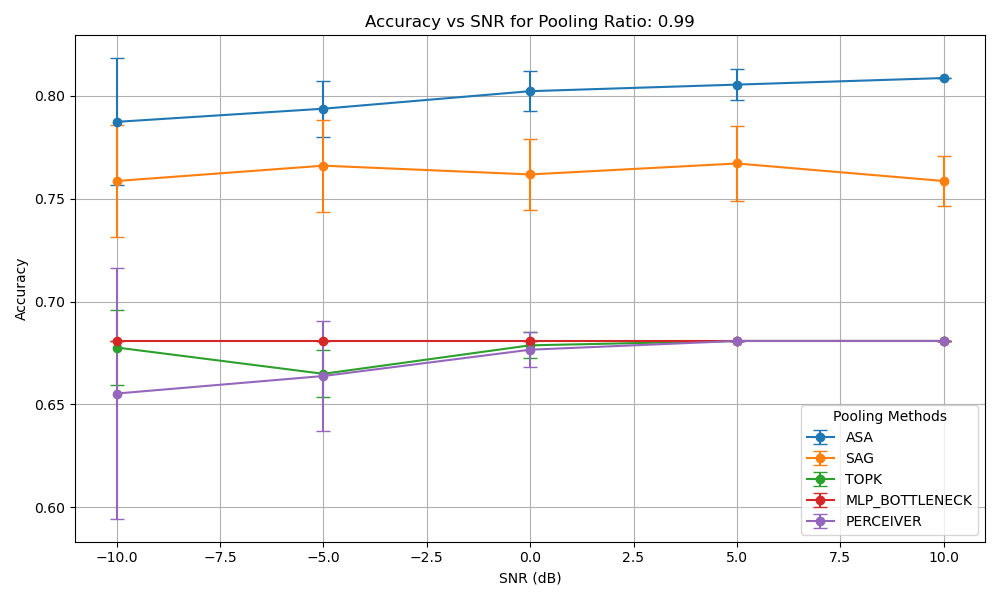 Accuracy vs SNR for Pooling Ratio: 0.99
Accuracy
0.80
0.75
0.70
0.65
0.60
−10.0 −7.5 −5.0 −2.5 0.0 2.5 5.0 7.5 10.0
SNR (dB)
Pooling Methods
ASA
SAG
TOPK
MLP_BOTTLENECK
PERCEIVER